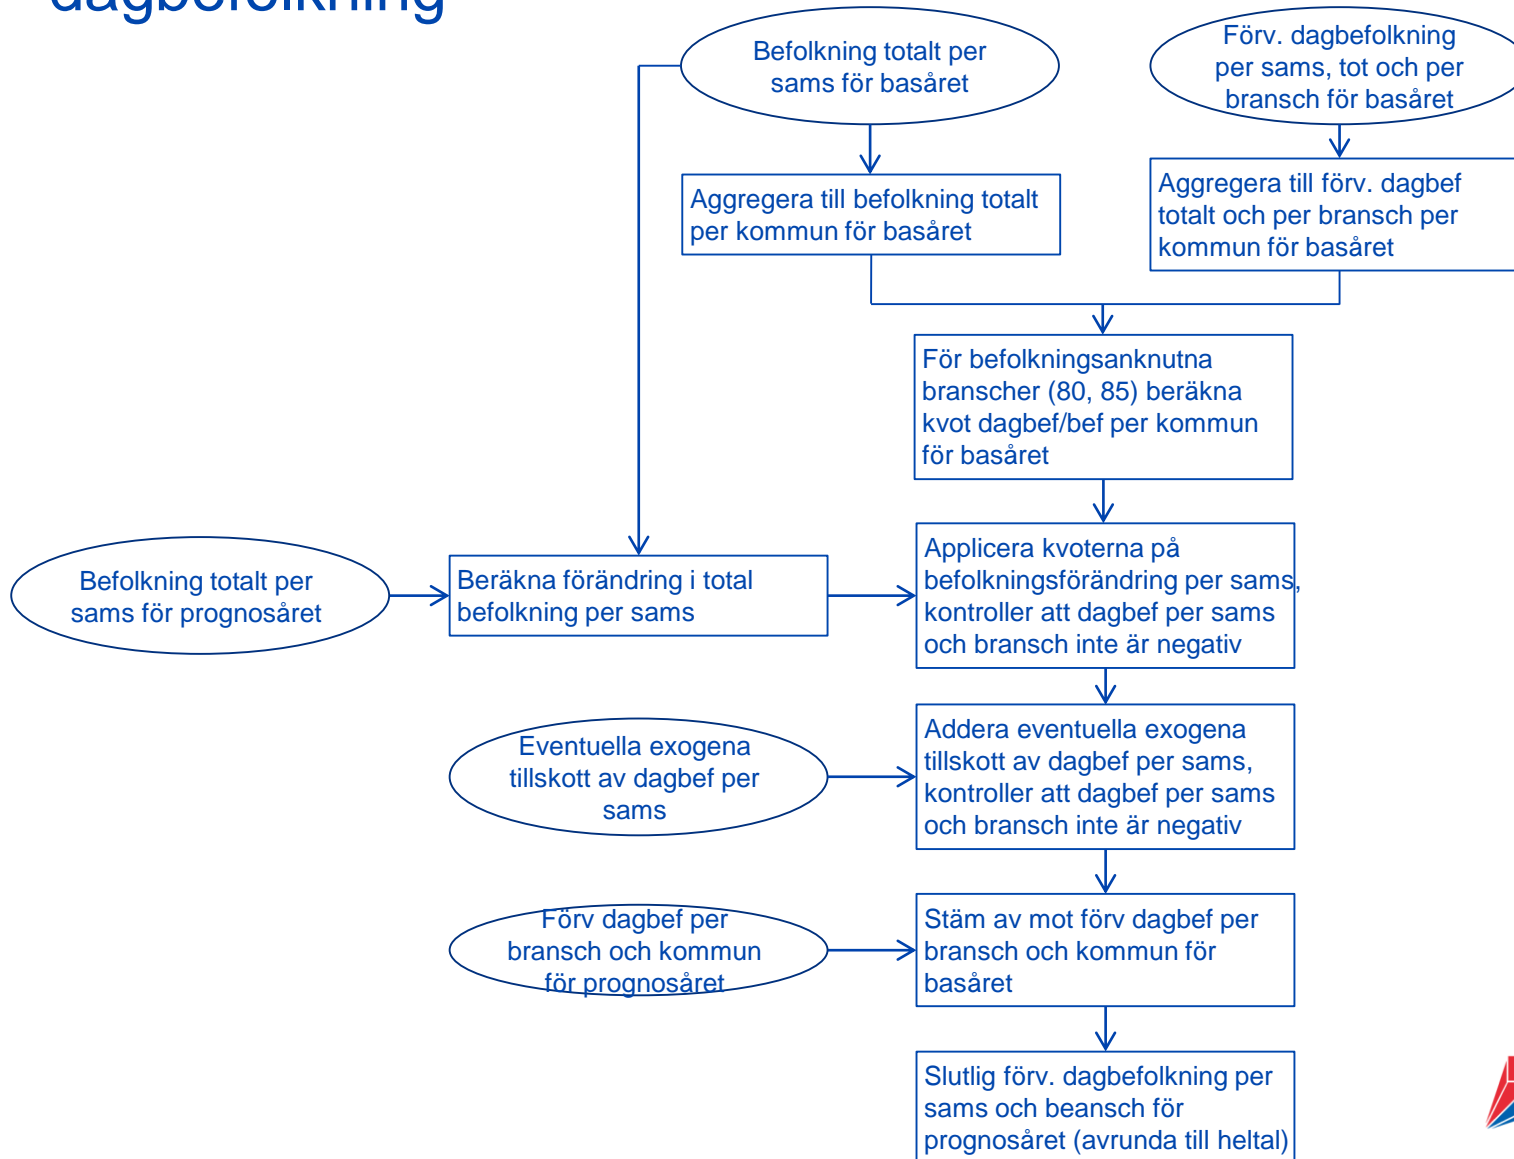 dagbefolkning
Befolkning totalt per
sams för basåret
Förv. dagbefolkning
per sams, tot och per
bransch för basåret
Aggregera till befolkning totalt
per kommun för basåret
Aggregera till förv. dagbef
totalt och per bransch per
kommun för basåret
För befolkningsanknutna
branscher (80, 85) beräkna
kvot dagbef/bef per kommun
för basåret
Befolkning totalt per
sams för prognosåret
Beräkna förändring i total
befolkning per sams
Applicera kvoterna på
befolkningsförändring per sams,
kontroller att dagbef per sams
och bransch inte är negativ
Eventuella exogena
tillskott av dagbef per
sams
Addera eventuella exogena
tillskott av dagbef per sams,
kontroller att dagbef per sams
och bransch inte är negativ
Förv dagbef per
bransch och kommun
för prognosåret
Stäm av mot förv dagbef per
bransch och kommun för
basåret
Slutlig förv. dagbefolkning per
sams och beansch för
prognosåret (avrunda till heltal)